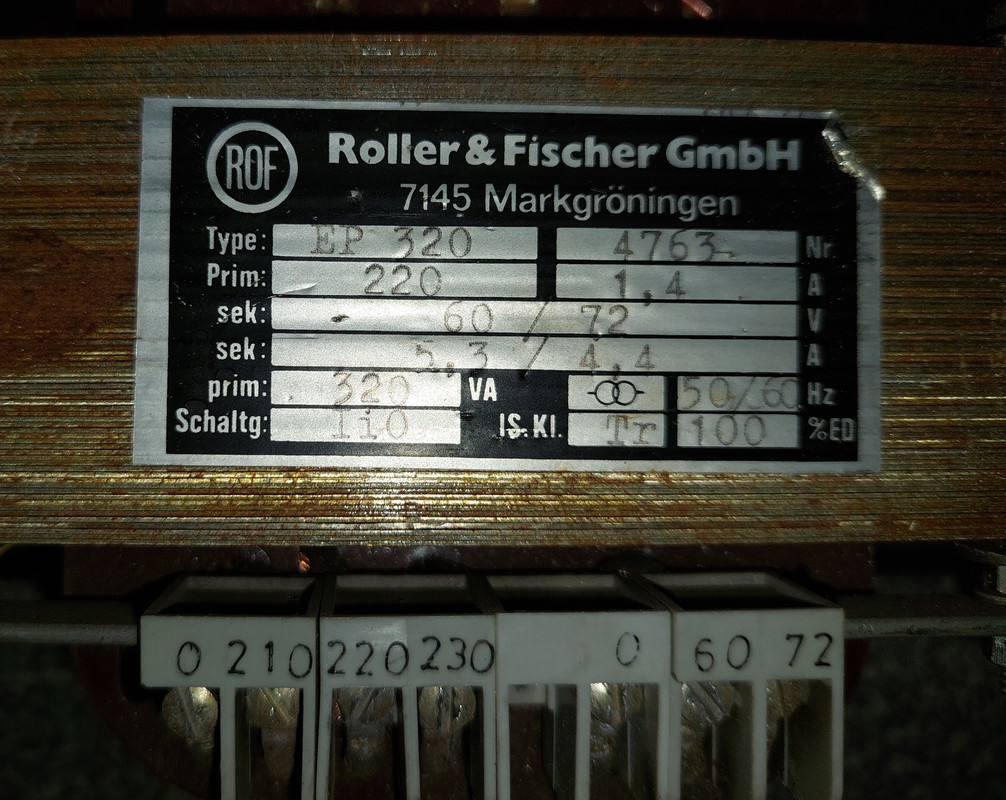 ROF Roller & Fischer GmbH
7145 Markgröningen
Type: EP 320 4763 Nr
Prim: 220 1,4 A
sek: 60 / 72 V
sek: 5,3 / 4,4 A
prim: 320 VA 50/60 Hz
Schaltg: Ii0 IS.Kl. Tr 100 %ED
0 210 220 230 0 60 72